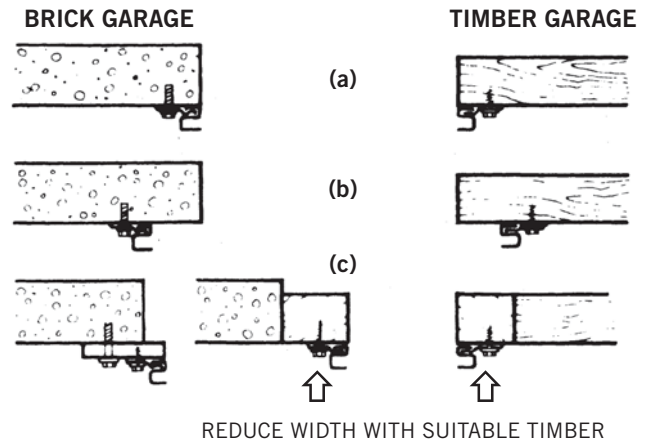 BRICK GARAGE
TIMBER GARAGE
(a)
(b)
(c)
REDUCE WIDTH WITH SUITABLE TIMBER